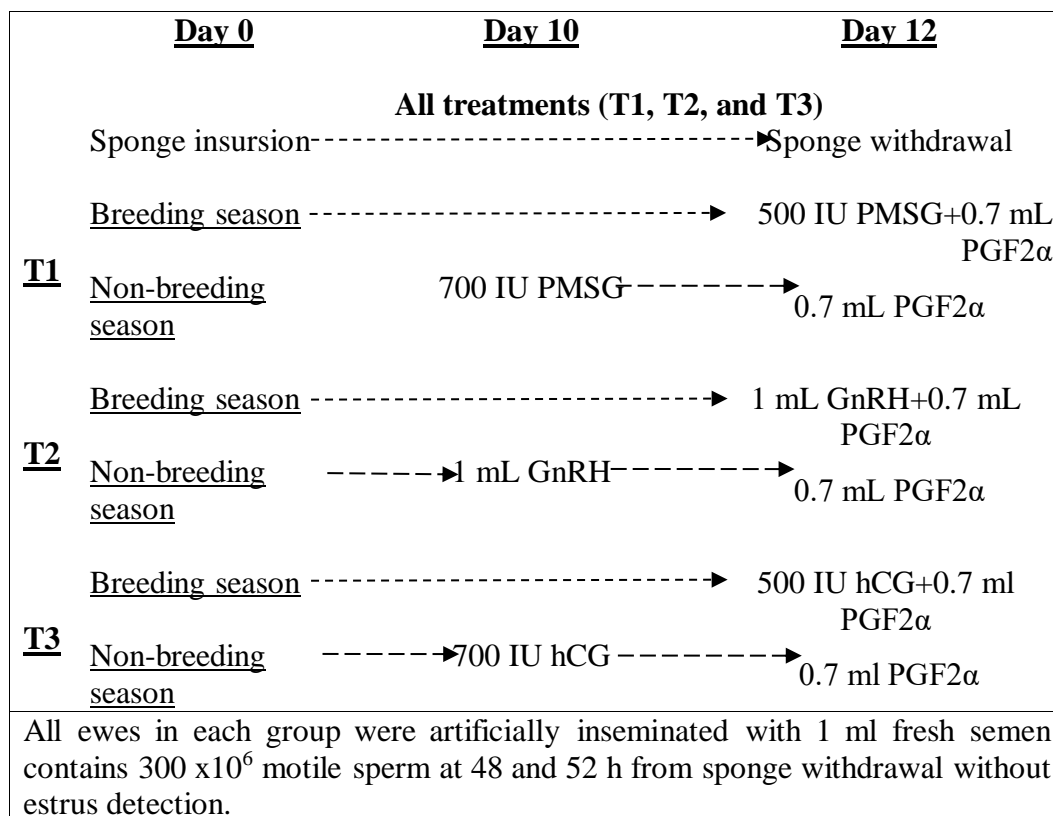 Day 0 Day 10 Day 12
All treatments (T1, T2, and T3)
Sponge insursion Sponge withdrawal
Breeding season 500 IU PMSG+0.7 mL
PGF2α
T1
Non-breeding 700 IU PMSG 0.7 mL PGF2α
season
Breeding season 1 mL GnRH+0.7 mL
PGF2α
T2
Non-breeding 1 mL GnRH 0.7 mL PGF2α
season
Breeding season 500 IU hCG+0.7 ml
PGF2α
T3
Non-breeding 700 IU hCG 0.7 ml PGF2α
season
All ewes in each group were artificially inseminated with 1 ml fresh semen
contains 300 x10⁶ motile sperm at 48 and 52 h from sponge withdrawal without
estrus detection.